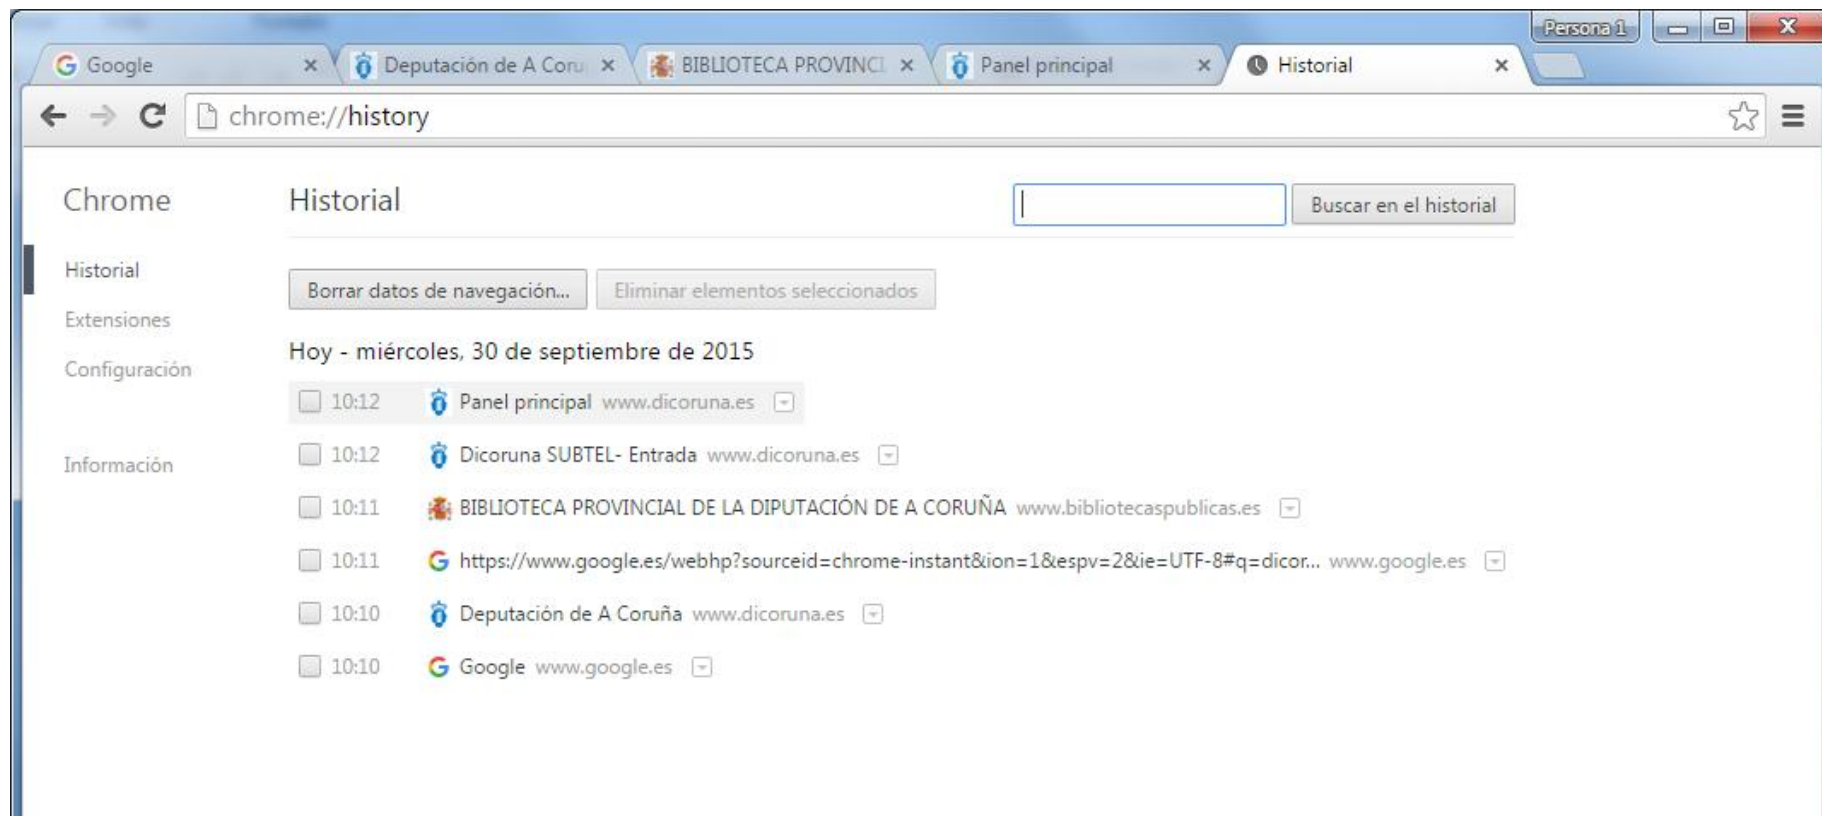 Persona 1
Google
Deputación de A Coru
BIBLIOTECA PROVINCI
Panel principal
Historial
chrome://history
Chrome
Historial
Buscar en el historial
Historial
Borrar datos de navegación...
Eliminar elementos seleccionados
Extensiones
Hoy - miércoles, 30 de septiembre de 2015
Configuración
10:12 Panel principal www.dicoruna.es
10:12 Dicoruna SUBTEL- Entrada www.dicoruna.es
Información
10:11 BIBLIOTECA PROVINCIAL DE LA DIPUTACIÓN DE A CORUÑA www.bibliotecaspublicas.es
10:11 https://www.google.es/webhp?sourceid=chrome-instant&ion=1&espv=2&ie=UTF-8#q=dicor... www.google.es
10:10 Deputación de A Coruña www.dicoruna.es
10:10 Google www.google.es